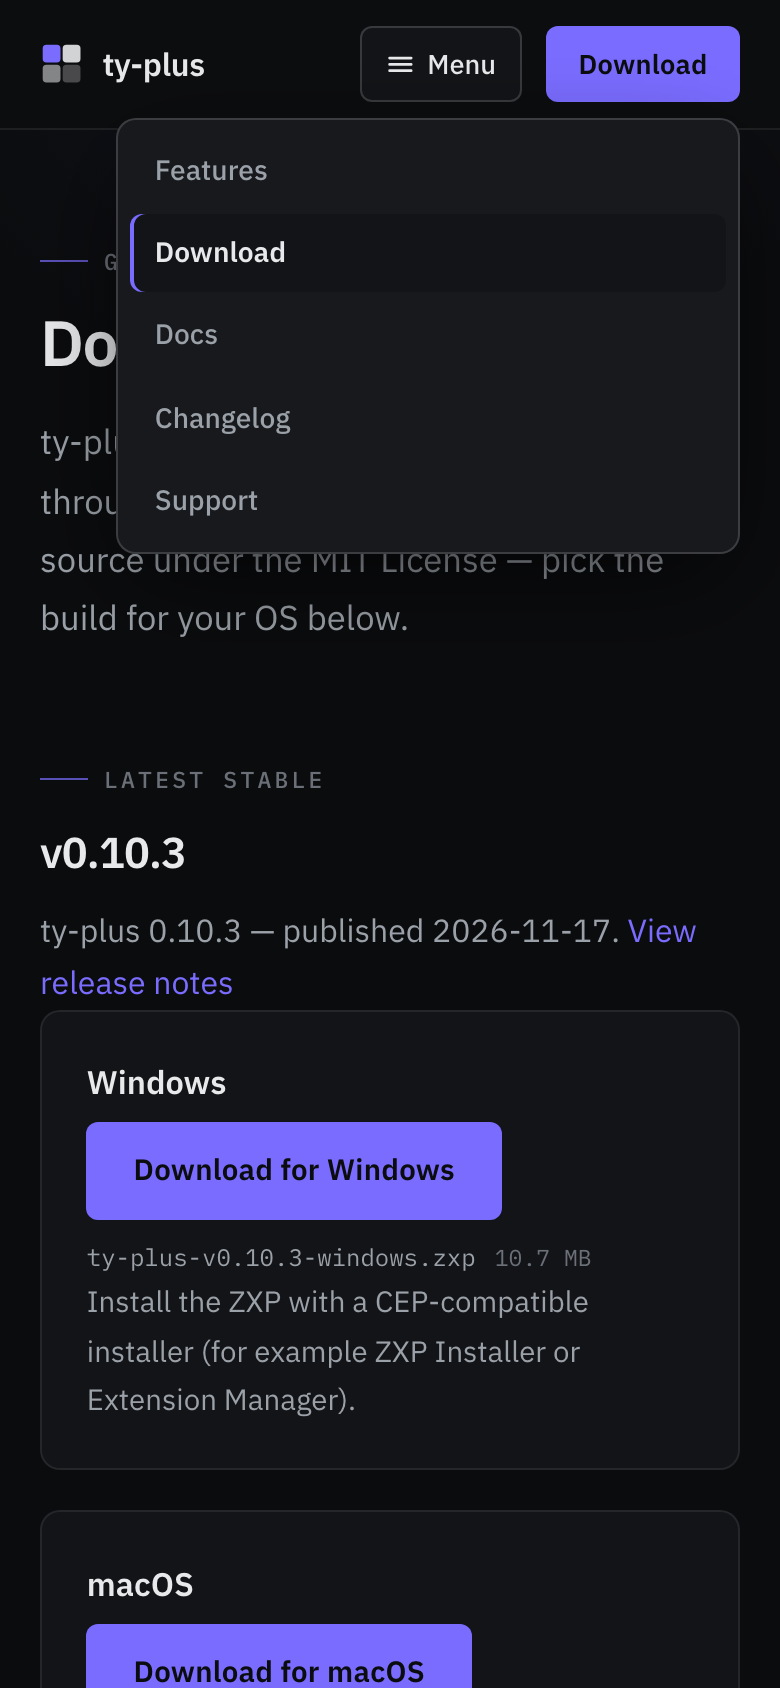 ty-plus
Menu
Download
Features
Download
Docs
Changelog
Support
G
Do
ty-pl
throu
source under the MIT License — pick the
build for your OS below.
LATEST STABLE
v0.10.3
ty-plus 0.10.3 — published 2026-11-17. View
release notes
Windows
Download for Windows
ty-plus-v0.10.3-windows.zxp 10.7 MB
Install the ZXP with a CEP-compatible
installer (for example ZXP Installer or
Extension Manager).
macOS
Download for macOS